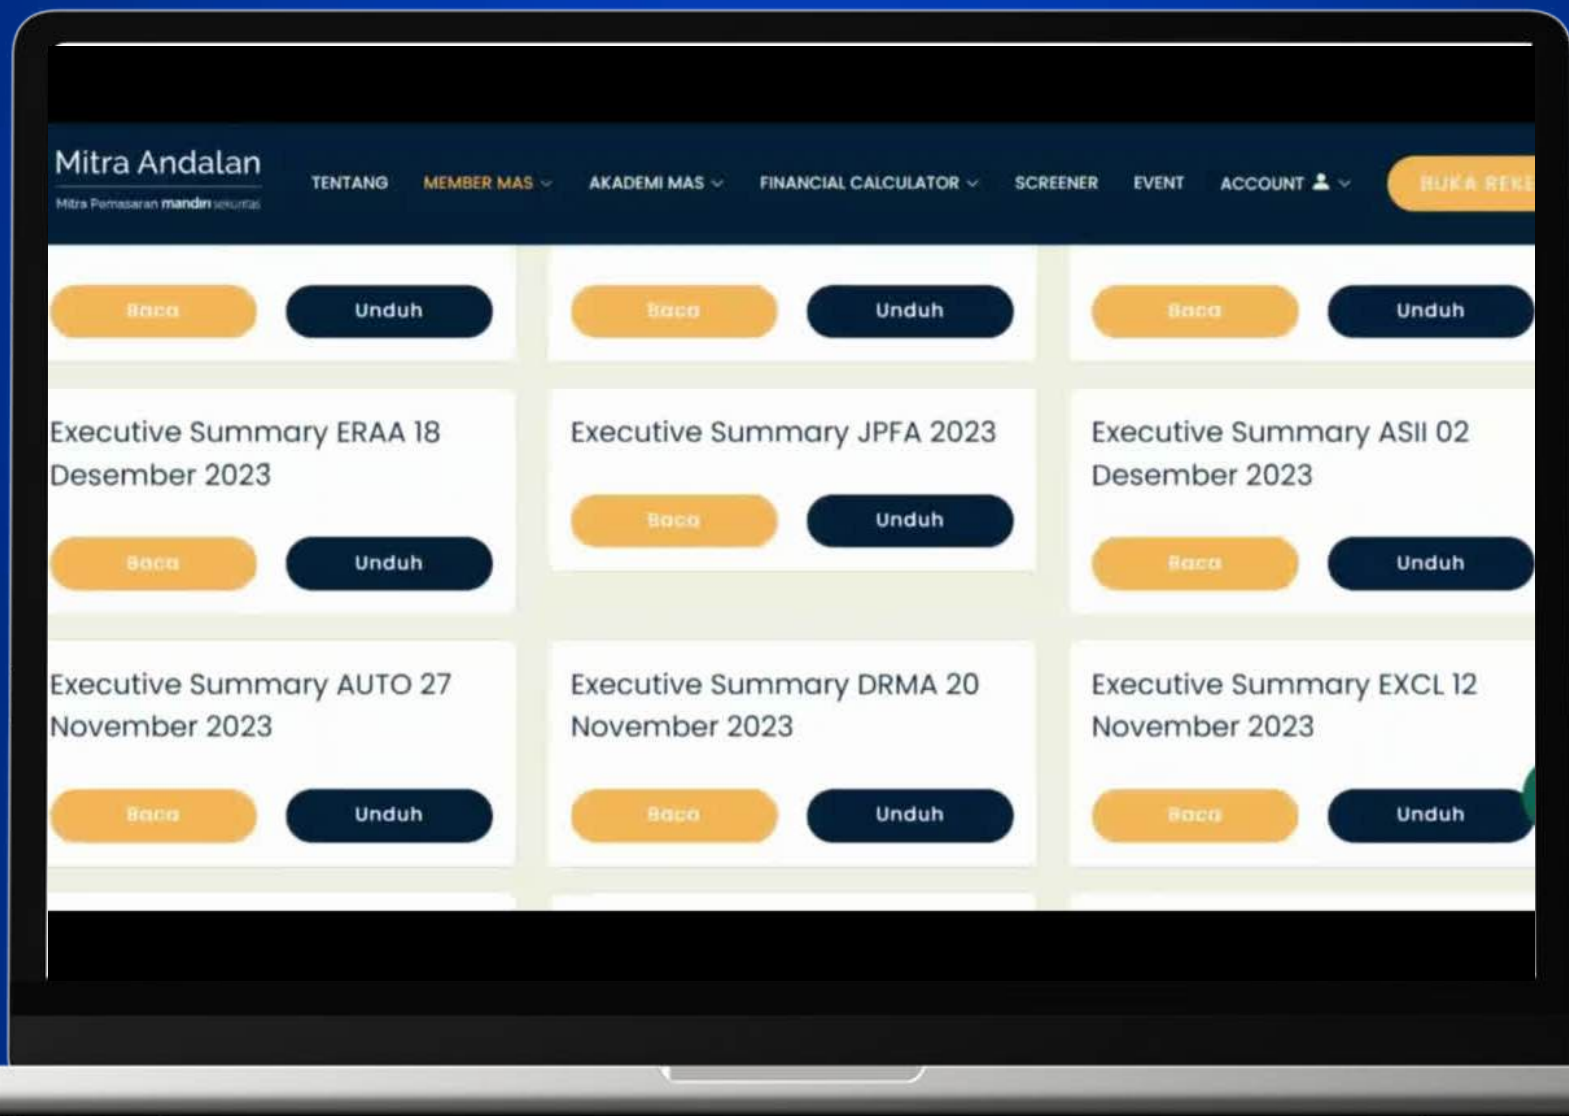 Mitra Andalan
Mitra Pemasaran mandiri sekuritas
TENTANG MEMBER MAS AKADEMI MAS FINANCIAL CALCULATOR SCREENER EVENT ACCOUNT BUKA REKE
Baca Unduh Baca Unduh Baca Unduh
Executive Summary ERAA 18
Desember 2023
Baca Unduh
Executive Summary JPFA 2023
Baca Unduh
Executive Summary ASII 02
Desember 2023
Baca Unduh
Executive Summary AUTO 27
November 2023
Baca Unduh
Executive Summary DRMA 20
November 2023
Baca Unduh
Executive Summary EXCL 12
November 2023
Baca Unduh